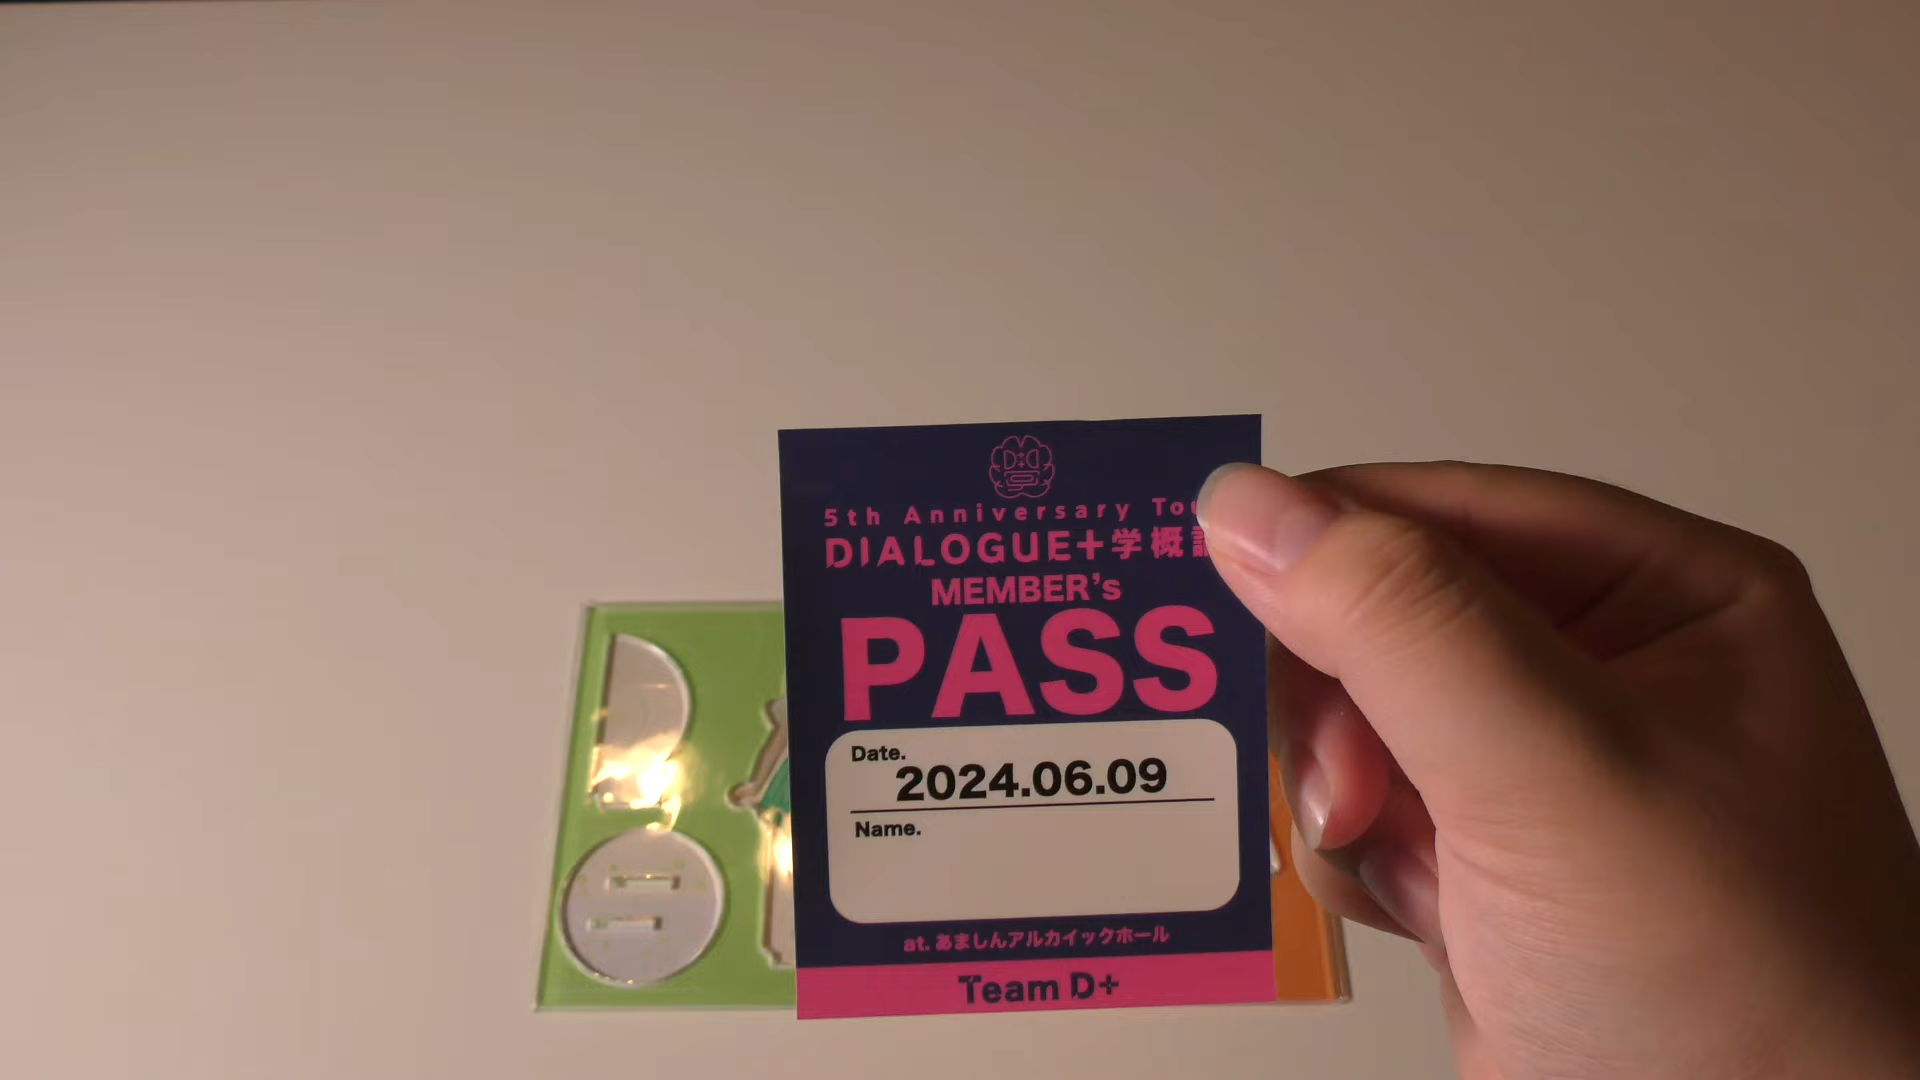 D+D
5th Anniversary
DIALOGUE+学概
MEMBER's
PASS
Date.
2024.06.09
Name.
at. あましんアルカイックホール
Team D+